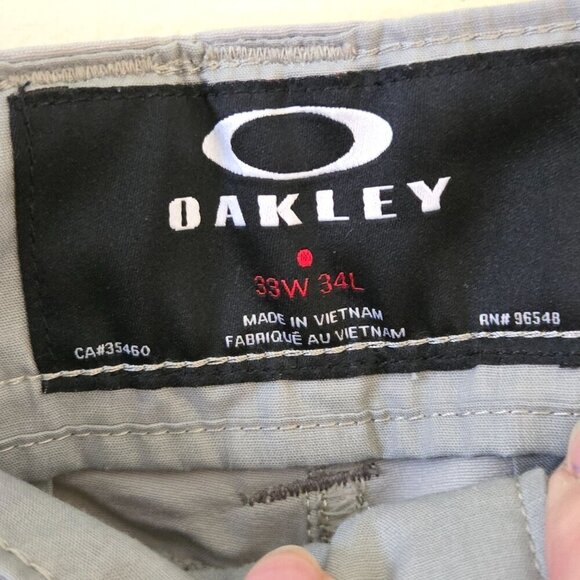 OAKLEY
33W 34L
MADE IN VIETNAM
FABRIQUÉ AU VIETNAM
CA#35460
RN# 96548